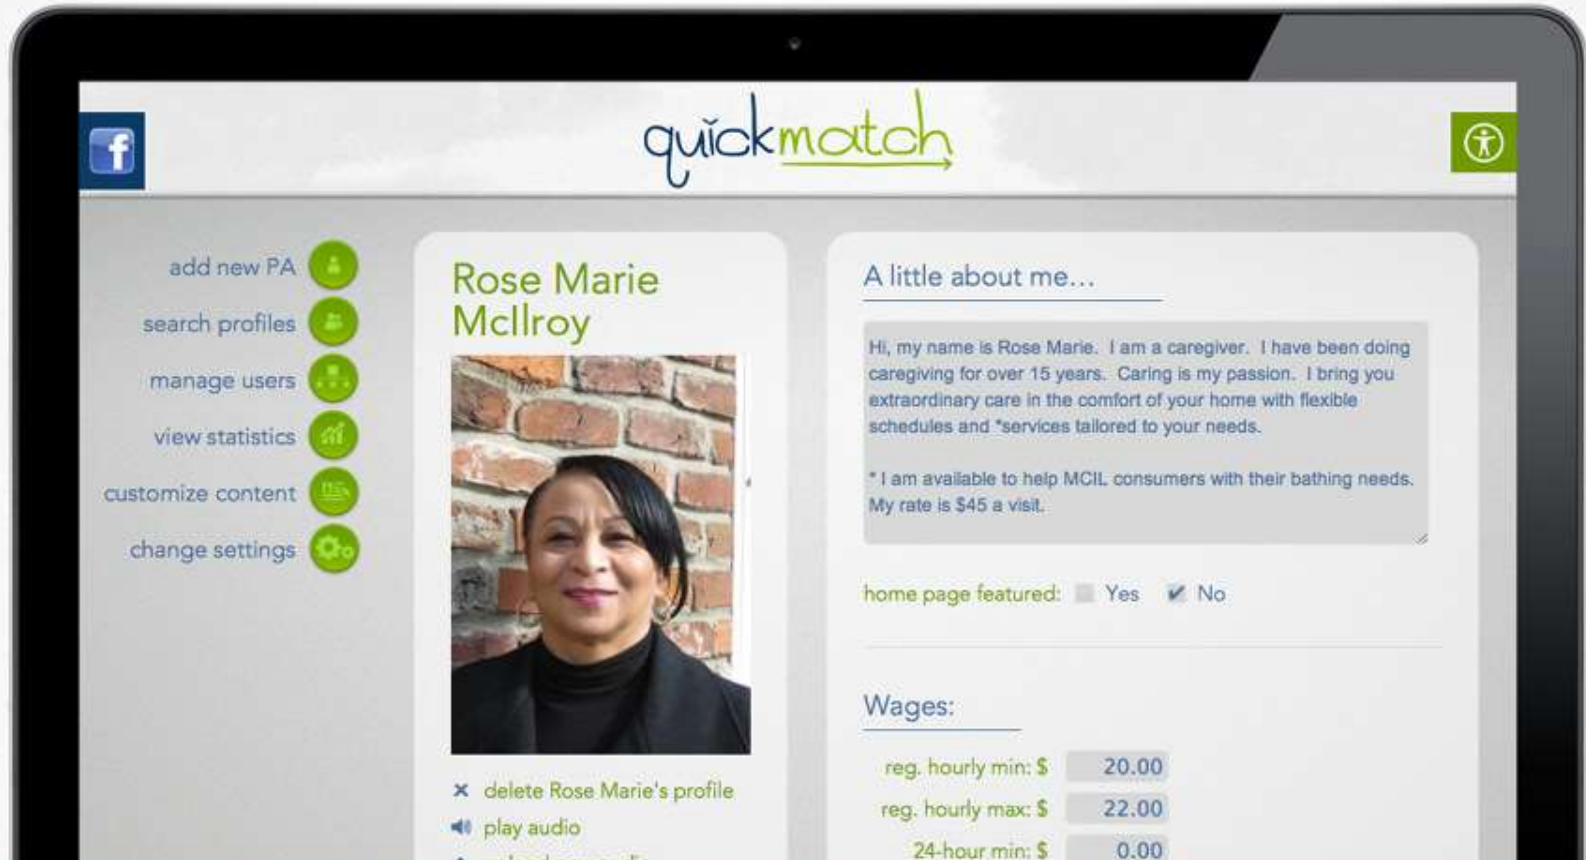 f
quickmatch
add new PA
search profiles
manage users
view statistics
customize content
change settings
Rose Marie
McIlroy
delete Rose Marie's profile
play audio
A little about me...
Hi, my name is Rose Marie.  I am a caregiver.  I have been doing
caregiving for over 15 years.  Caring is my passion.  I bring you
extraordinary care in the comfort of your home with flexible
schedules and *services tailored to your needs.
* I am available to help MCIL consumers with their bathing needs.
My rate is $45 a visit.
home page featured: Yes No
Wages:
reg. hourly min: $ 20.00
reg. hourly max: $ 22.00
24-hour min: $ 0.00